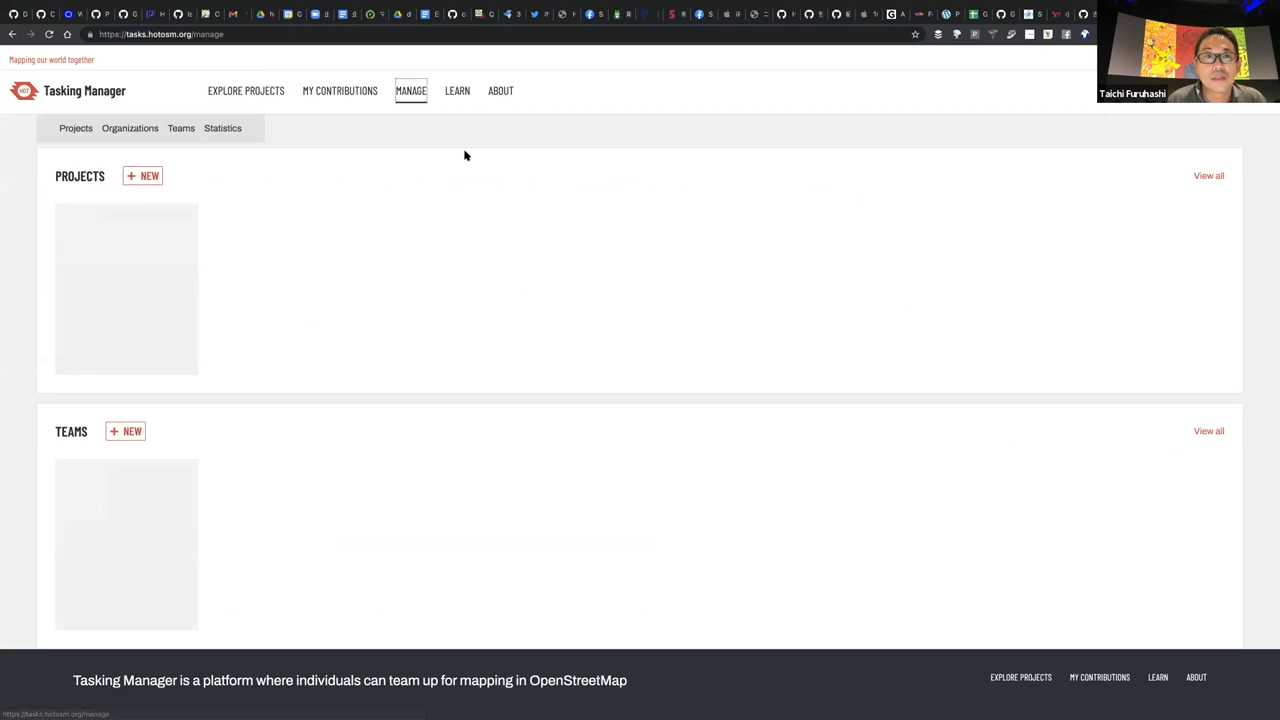 https://tasks.hotosm.org/manage
Mapping our world together
HOT Tasking Manager EXPLORE PROJECTS MY CONTRIBUTIONS MANAGE LEARN ABOUT
Taichi Furuhashi
Projects Organizations Teams Statistics
PROJECTS + NEW View all
TEAMS + NEW View all
Tasking Manager is a platform where individuals can team up for mapping in OpenStreetMap
EXPLORE PROJECTS MY CONTRIBUTIONS LEARN ABOUT
https://tasks.hotosm.org/manage